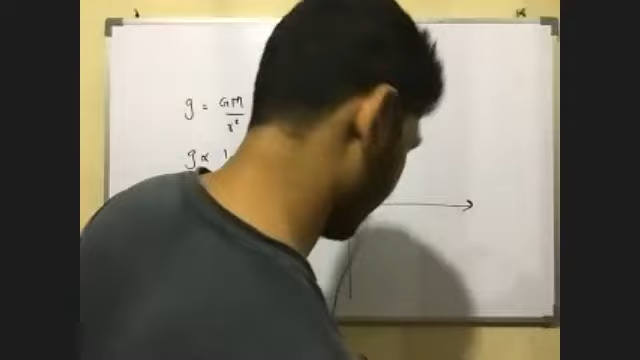 g = GM / r²
g ∝ 1